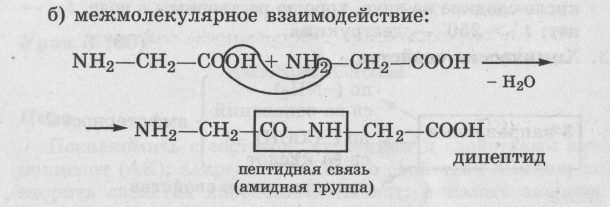 б) межмолекулярное взаимодействие:
NH₂—CH₂—COOH + NH₂—CH₂—COOH ⟶
– H₂O
⟶ NH₂—CH₂—CO—NH—CH₂—COOH
дипептид
пептидная связь
(амидная группа)